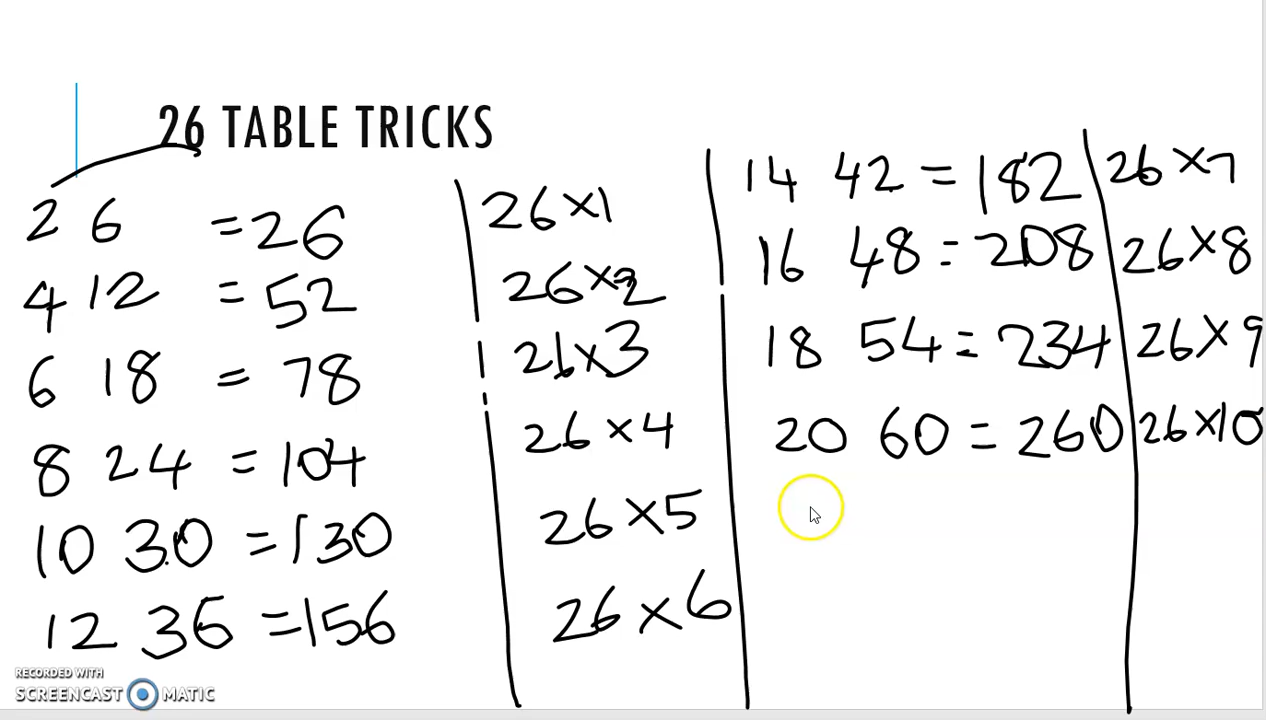 26 TABLE TRICKS
2 6 = 26
4 12 = 52
6 18 = 78
8 24 = 104
10 30 = 130
12 36 = 156
26 × 1
26 × 2
26 × 3
26 × 4
26 × 5
26 × 6
14 42 = 182
16 48 = 208
18 54 = 234
20 60 = 260
26 × 7
26 × 8
26 × 9
26 × 10
RECORDED WITH
SCREENCAST MATIC